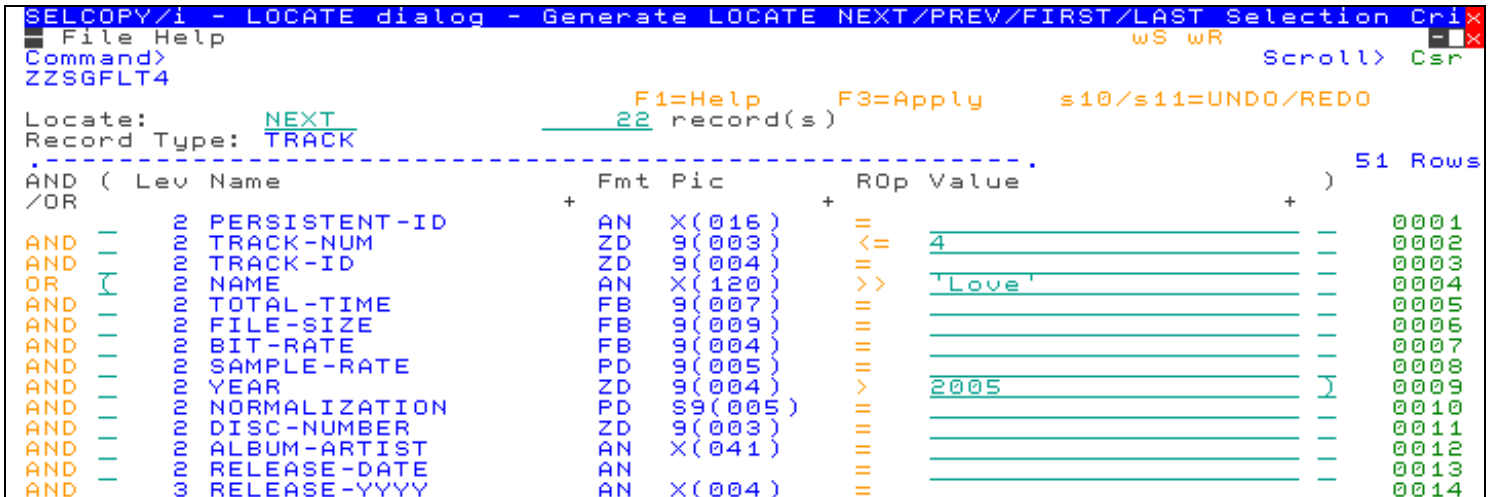 SELCOPY/i - LOCATE dialog - Generate LOCATE NEXT/PREV/FIRST/LAST Selection Cri x
File Help wS wR - x
Command> Scroll> Csr
ZZSGFLT4
F1=Help F3=Apply s10/s11=UNDO/REDO
Locate: NEXT 22 record(s)
Record Type: TRACK
.-----------------------------------------------------. 51 Rows
AND ( Lev Name Fmt Pic ROp Value )
/OR + + +
_ 2 PERSISTENT-ID AN X(016) = _ 0001
AND _ 2 TRACK-NUM ZD 9(003) <= 4 _ 0002
AND _ 2 TRACK-ID ZD 9(004) = _ 0003
OR ( 2 NAME AN X(120) >> 'Love' _ 0004
AND _ 2 TOTAL-TIME FB 9(007) = _ 0005
AND _ 2 FILE-SIZE FB 9(009) = _ 0006
AND _ 2 BIT-RATE FB 9(004) = _ 0007
AND _ 2 SAMPLE-RATE PD 9(005) = _ 0008
AND _ 2 YEAR ZD 9(004) > 2005 ) 0009
AND _ 2 NORMALIZATION PD S9(005) = _ 0010
AND _ 2 DISC-NUMBER ZD 9(003) = _ 0011
AND _ 2 ALBUM-ARTIST AN X(041) = _ 0012
AND _ 2 RELEASE-DATE AN = _ 0013
AND 3 RELEASE-YYYY AN X(004) = 0014